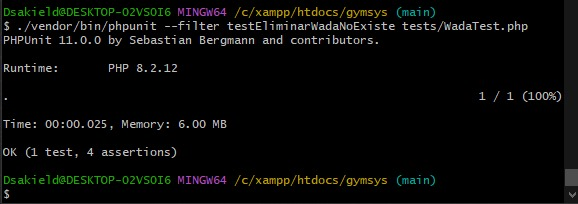 Dsakield@DESKTOP-02VSOI6 MINGW64 /c/xampp/htdocs/gymsys (main)
$ ./vendor/bin/phpunit --filter testEliminarWadaNoExiste tests/WadaTest.php
PHPUnit 11.0.0 by Sebastian Bergmann and contributors.
Runtime:       PHP 8.2.12
.                                                                   1 / 1 (100%)
Time: 00:00.025, Memory: 6.00 MB
OK (1 test, 4 assertions)
Dsakield@DESKTOP-02VSOI6 MINGW64 /c/xampp/htdocs/gymsys (main)
$